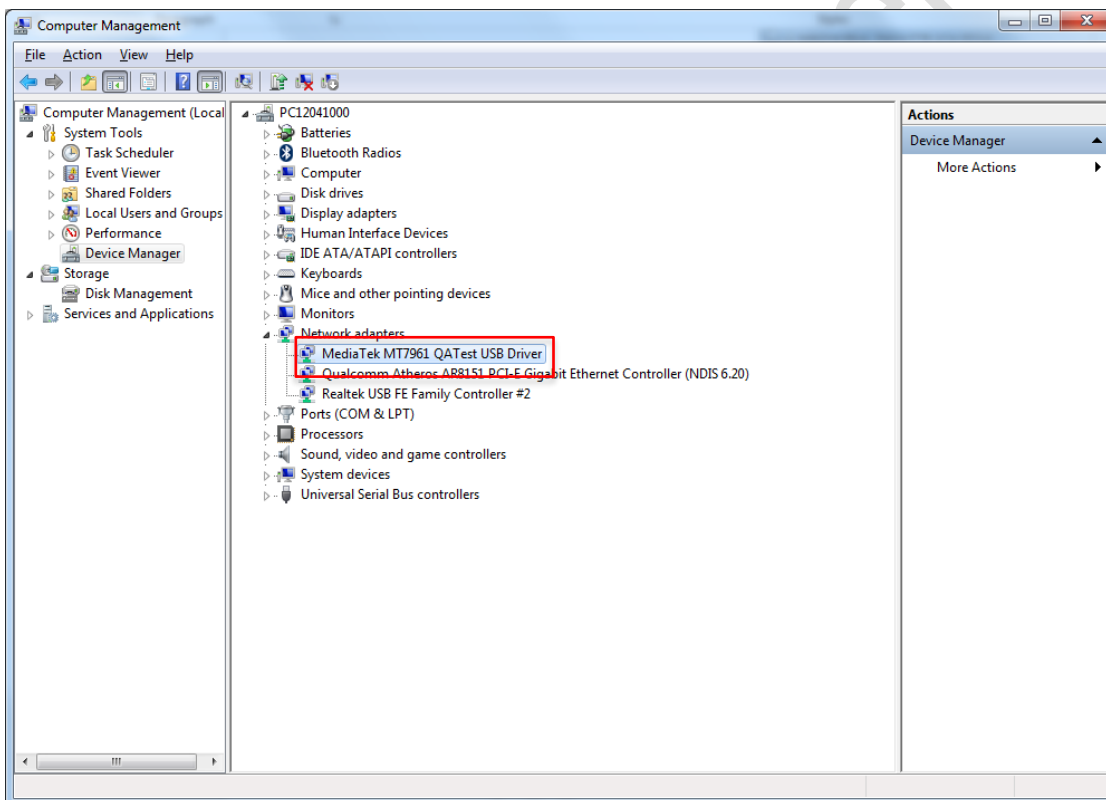 Computer Management
File Action View Help
Computer Management (Local
System Tools
Task Scheduler
Event Viewer
Shared Folders
Local Users and Groups
Performance
Device Manager
Storage
Disk Management
Services and Applications
PC12041000
Batteries
Bluetooth Radios
Computer
Disk drives
Display adapters
Human Interface Devices
IDE ATA/ATAPI controllers
Keyboards
Mice and other pointing devices
Monitors
Network adapters
MediaTek MT7961 QATest USB Driver
Qualcomm Atheros AR8151 PCI-E Gigabit Ethernet Controller (NDIS 6.20)
Realtek USB FE Family Controller #2
Ports (COM & LPT)
Processors
Sound, video and game controllers
System devices
Universal Serial Bus controllers
Actions
Device Manager
More Actions